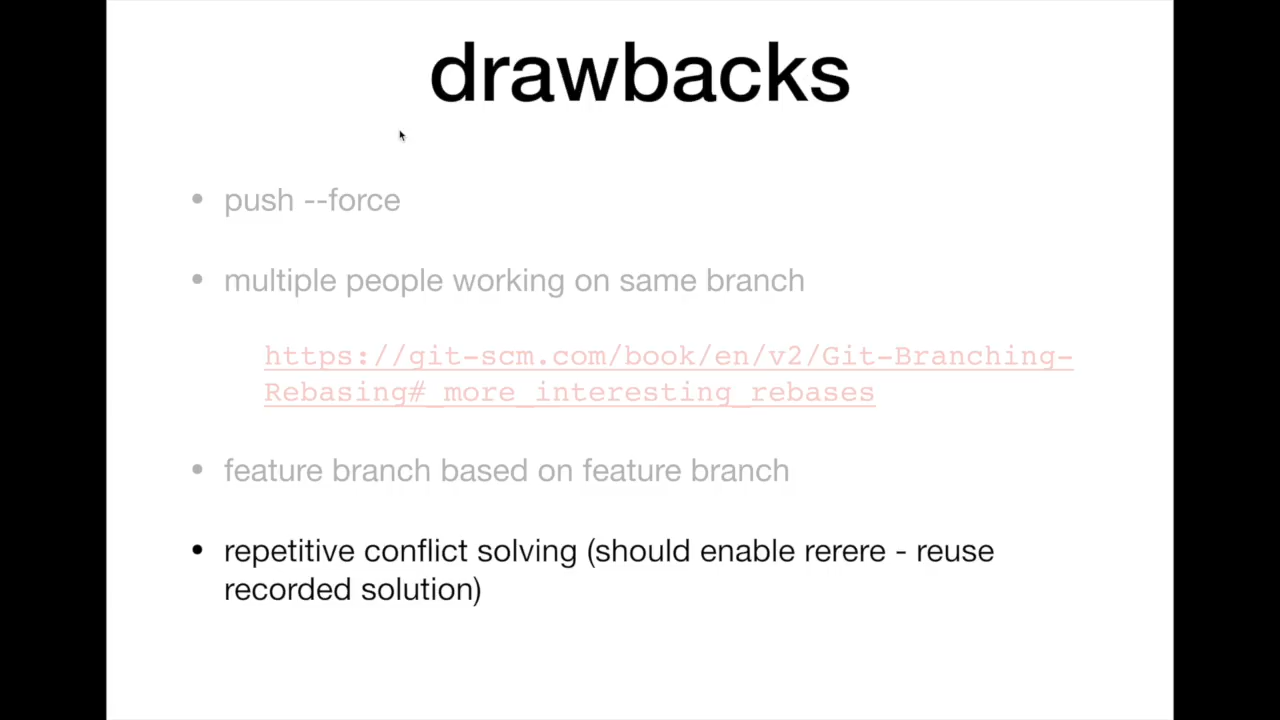 drawbacks
• push --force
• multiple people working on same branch
https://git-scm.com/book/en/v2/Git-Branching-
Rebasing#_more_interesting_rebases
• feature branch based on feature branch
• repetitive conflict solving (should enable rerere - reuse
recorded solution)